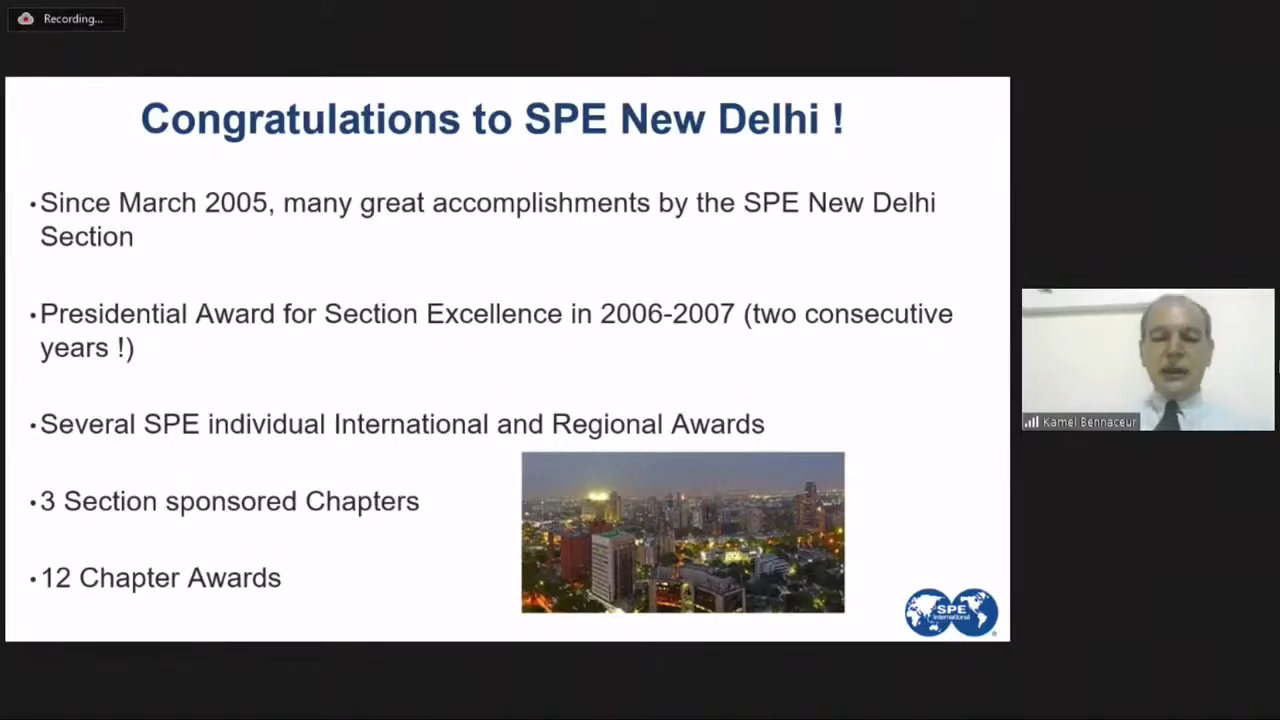 Recording...
Congratulations to SPE New Delhi !
•Since March 2005, many great accomplishments by the SPE New Delhi
Section
•Presidential Award for Section Excellence in 2006-2007 (two consecutive
years !)
•Several SPE individual International and Regional Awards
•3 Section sponsored Chapters
•12 Chapter Awards
SPE
International
®
Kamel Bennaceur